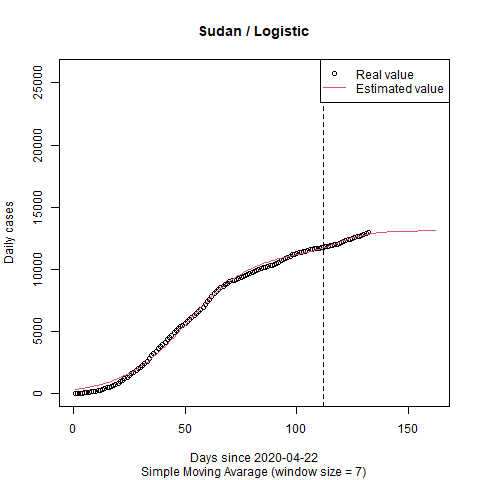 Sudan / Logistic
Real value
Estimated value
25000
20000
15000
10000
5000
0
Daily cases
0 50 100 150
Days since 2020-04-22
Simple Moving Avarage (window size = 7)